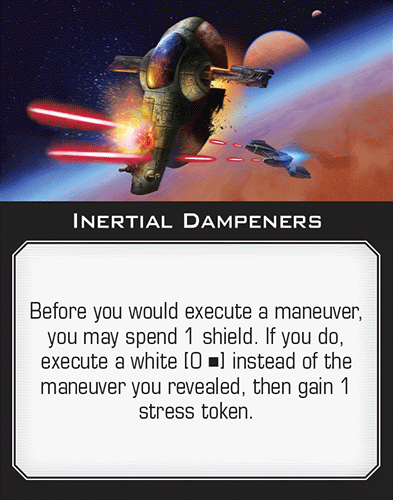 Inertial Dampeners
Before you would execute a maneuver,
you may spend 1 shield. If you do,
execute a white [0 ■] instead of the
maneuver you revealed, then gain 1
stress token.